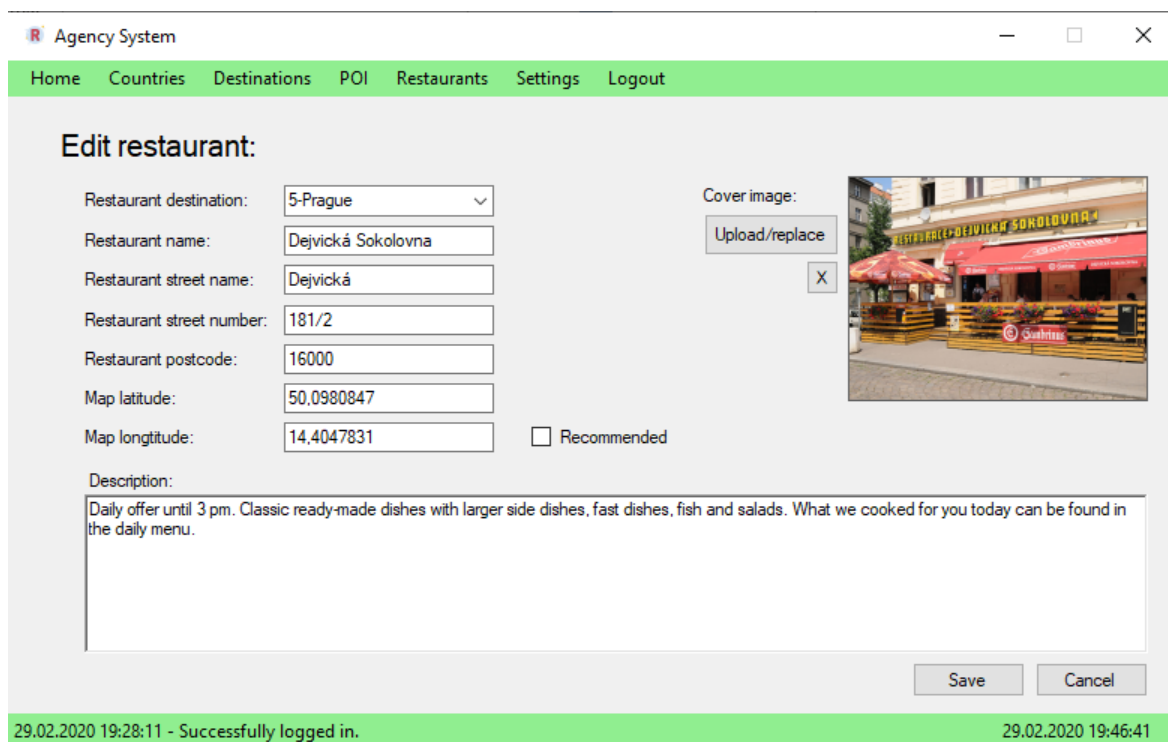 R Agency System
Home Countries Destinations POI Restaurants Settings Logout
Edit restaurant:
Restaurant destination: 5-Prague
Restaurant name: Dejvická Sokolovna
Restaurant street name: Dejvická
Restaurant street number: 181/2
Restaurant postcode: 16000
Map latitude: 50,0980847
Map longtitude: 14,4047831
Recommended
Cover image:
Upload/replace
X
RESTAURACE DEJVICKÁ SOKOLOVNA
Gambrinus
Gambrinus
Description:
Daily offer until 3 pm. Classic ready-made dishes with larger side dishes, fast dishes, fish and salads. What we cooked for you today can be found in
the daily menu.
Save Cancel
29.02.2020 19:28:11 - Successfully logged in. 29.02.2020 19:46:41